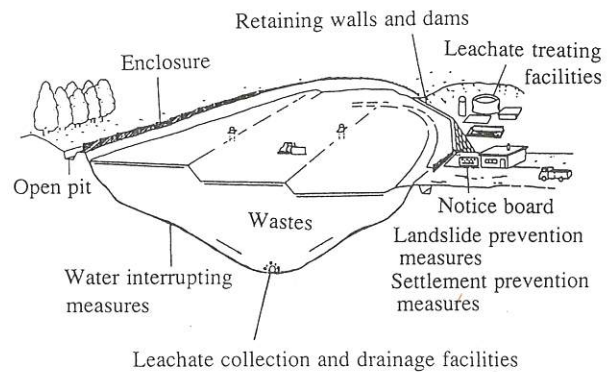 Retaining walls and dams
Leachate treating
facilities
Enclosure
Open pit
Wastes
Notice board
Landslide prevention
measures
Settlement prevention
measures
Water interrupting
measures
Leachate collection and drainage facilities